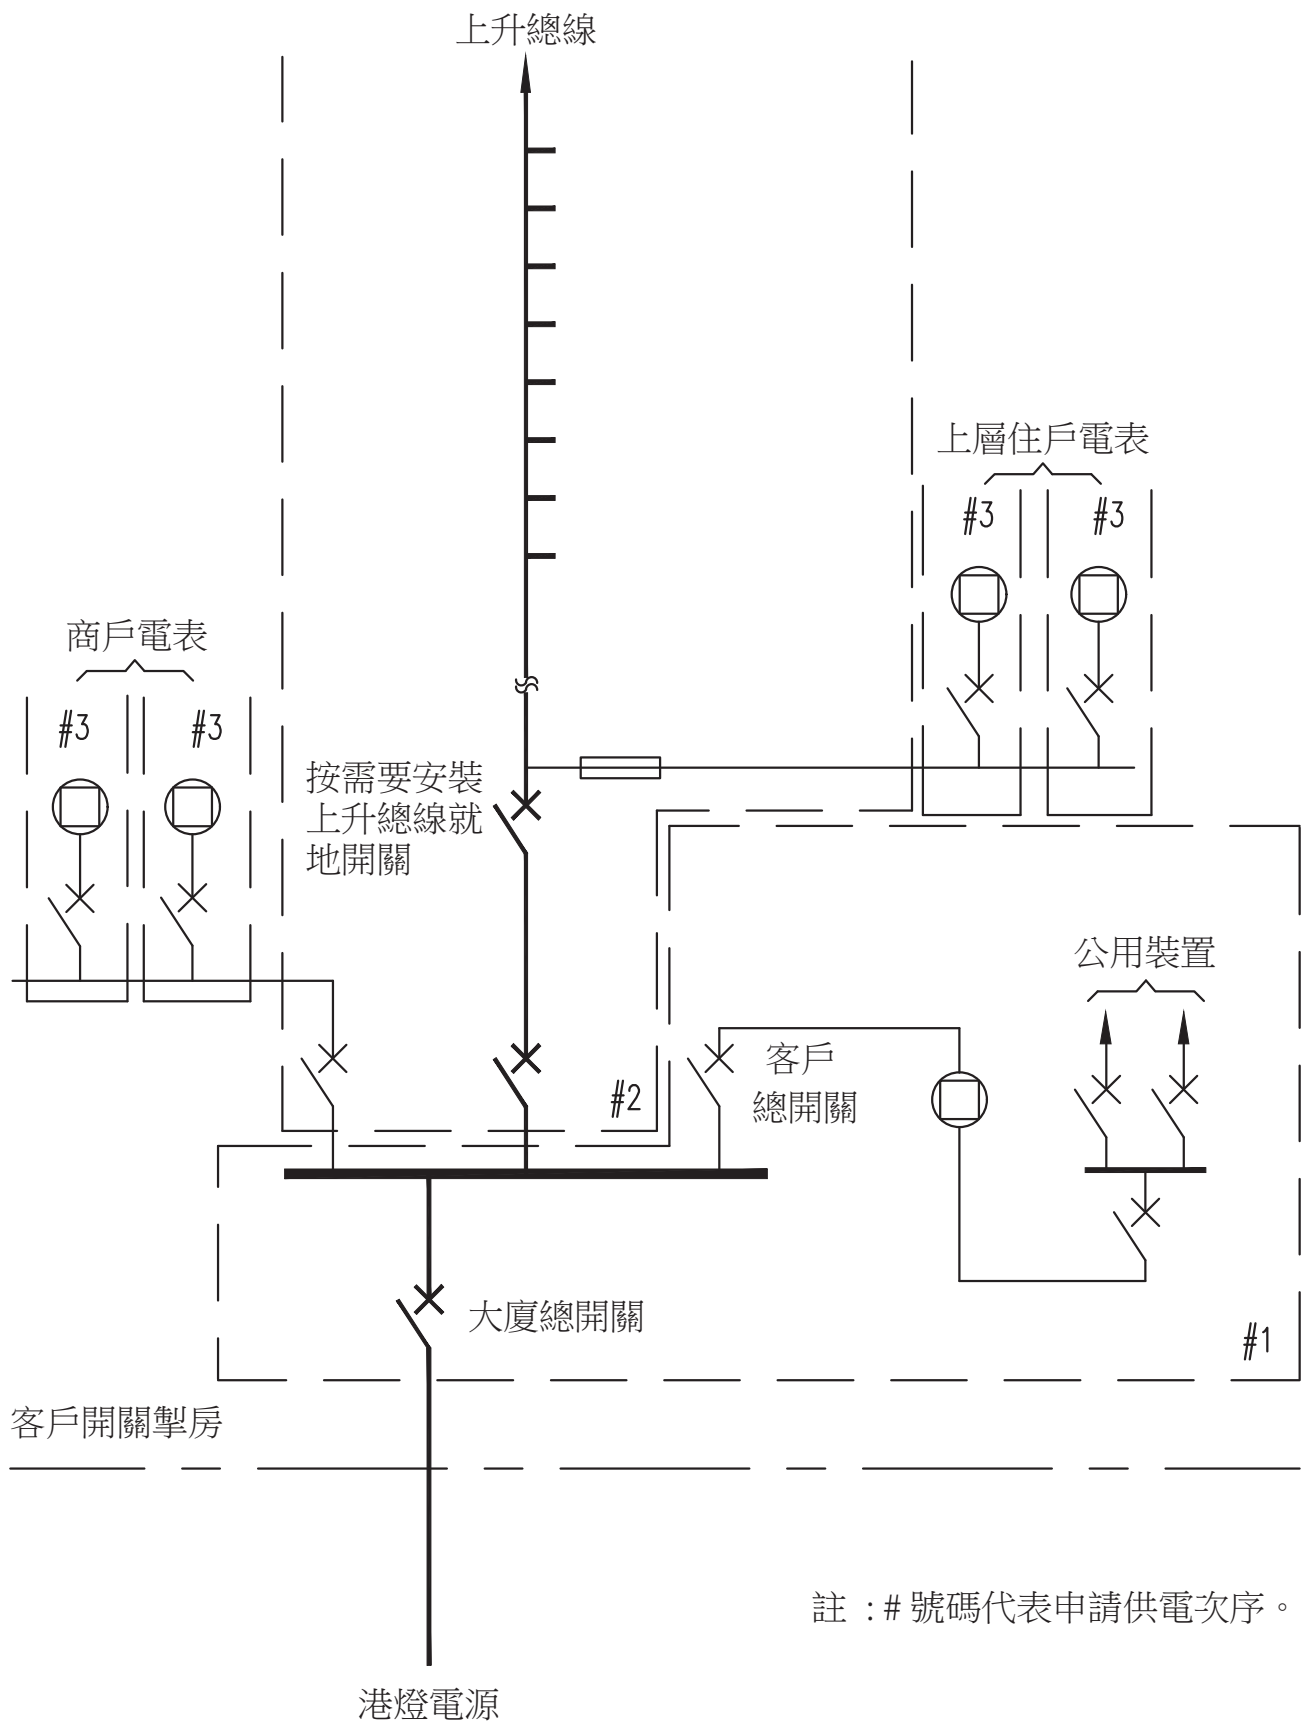 上升總線
上層住戶電表
#3
#3
商戶電表
#3
#3
按需要安裝
上升總線就
地開關
公用裝置
客戶
總開關
#2
大廈總開關
#1
客戶開關掣房
註 : # 號碼代表申請供電次序。
港燈電源